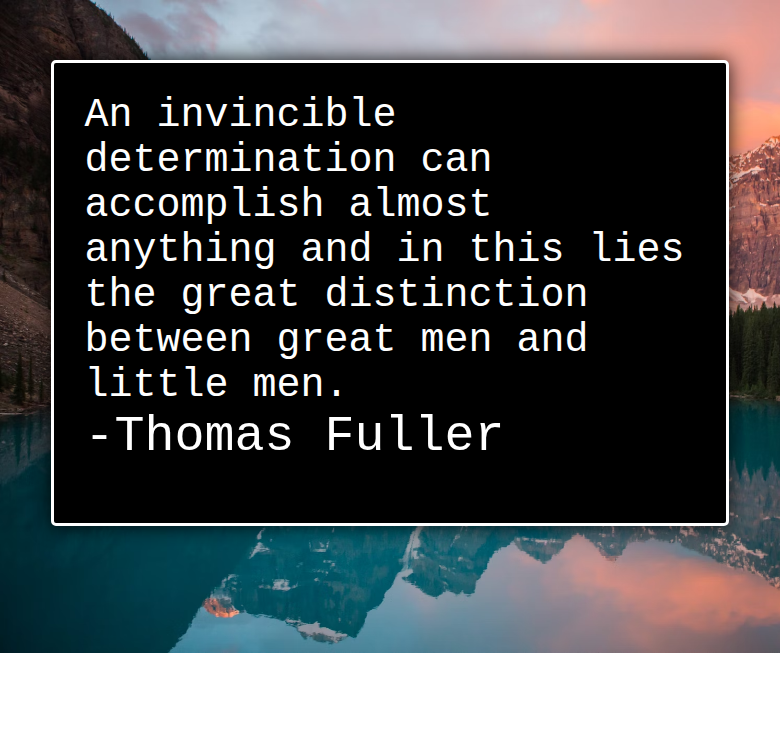 An invincible
determination can
accomplish almost
anything and in this lies
the great distinction
between great men and
little men.
-Thomas Fuller